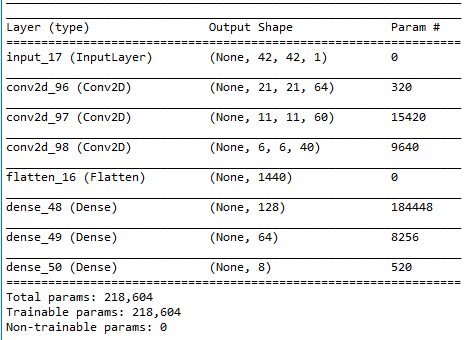 Layer (type) Output Shape Param #
input_17 (InputLayer) (None, 42, 42, 1) 0
conv2d_96 (Conv2D) (None, 21, 21, 64) 320
conv2d_97 (Conv2D) (None, 11, 11, 60) 15420
conv2d_98 (Conv2D) (None, 6, 6, 40) 9640
flatten_16 (Flatten) (None, 1440) 0
dense_48 (Dense) (None, 128) 184448
dense_49 (Dense) (None, 64) 8256
dense_50 (Dense) (None, 8) 520
Total params: 218,604
Trainable params: 218,604
Non-trainable params: 0